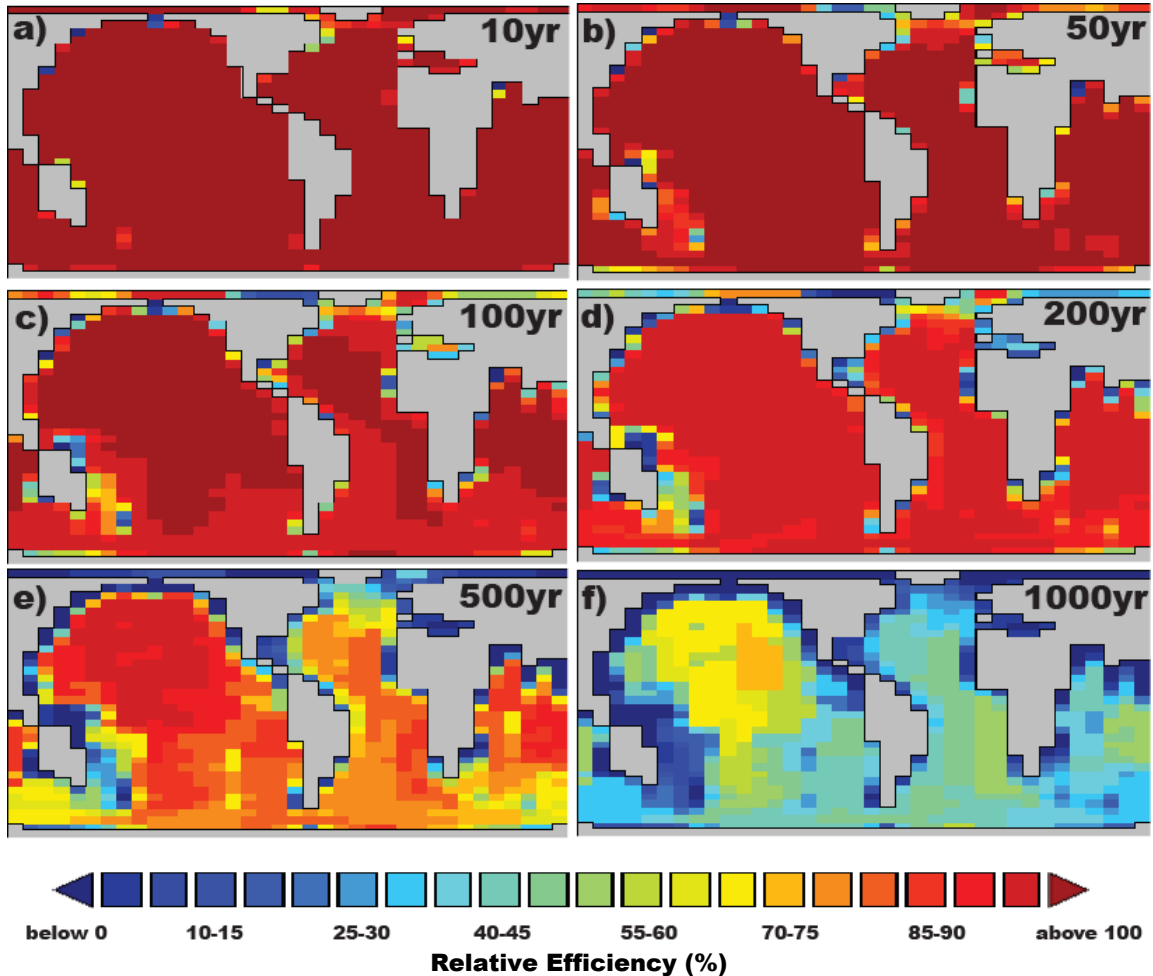 a) 10yr
b) 50yr
c) 100yr
d) 200yr
e) 500yr
f) 1000yr
below 0 10-15 25-30 40-45 55-60 70-75 85-90 above 100
Relative Efficiency (%)